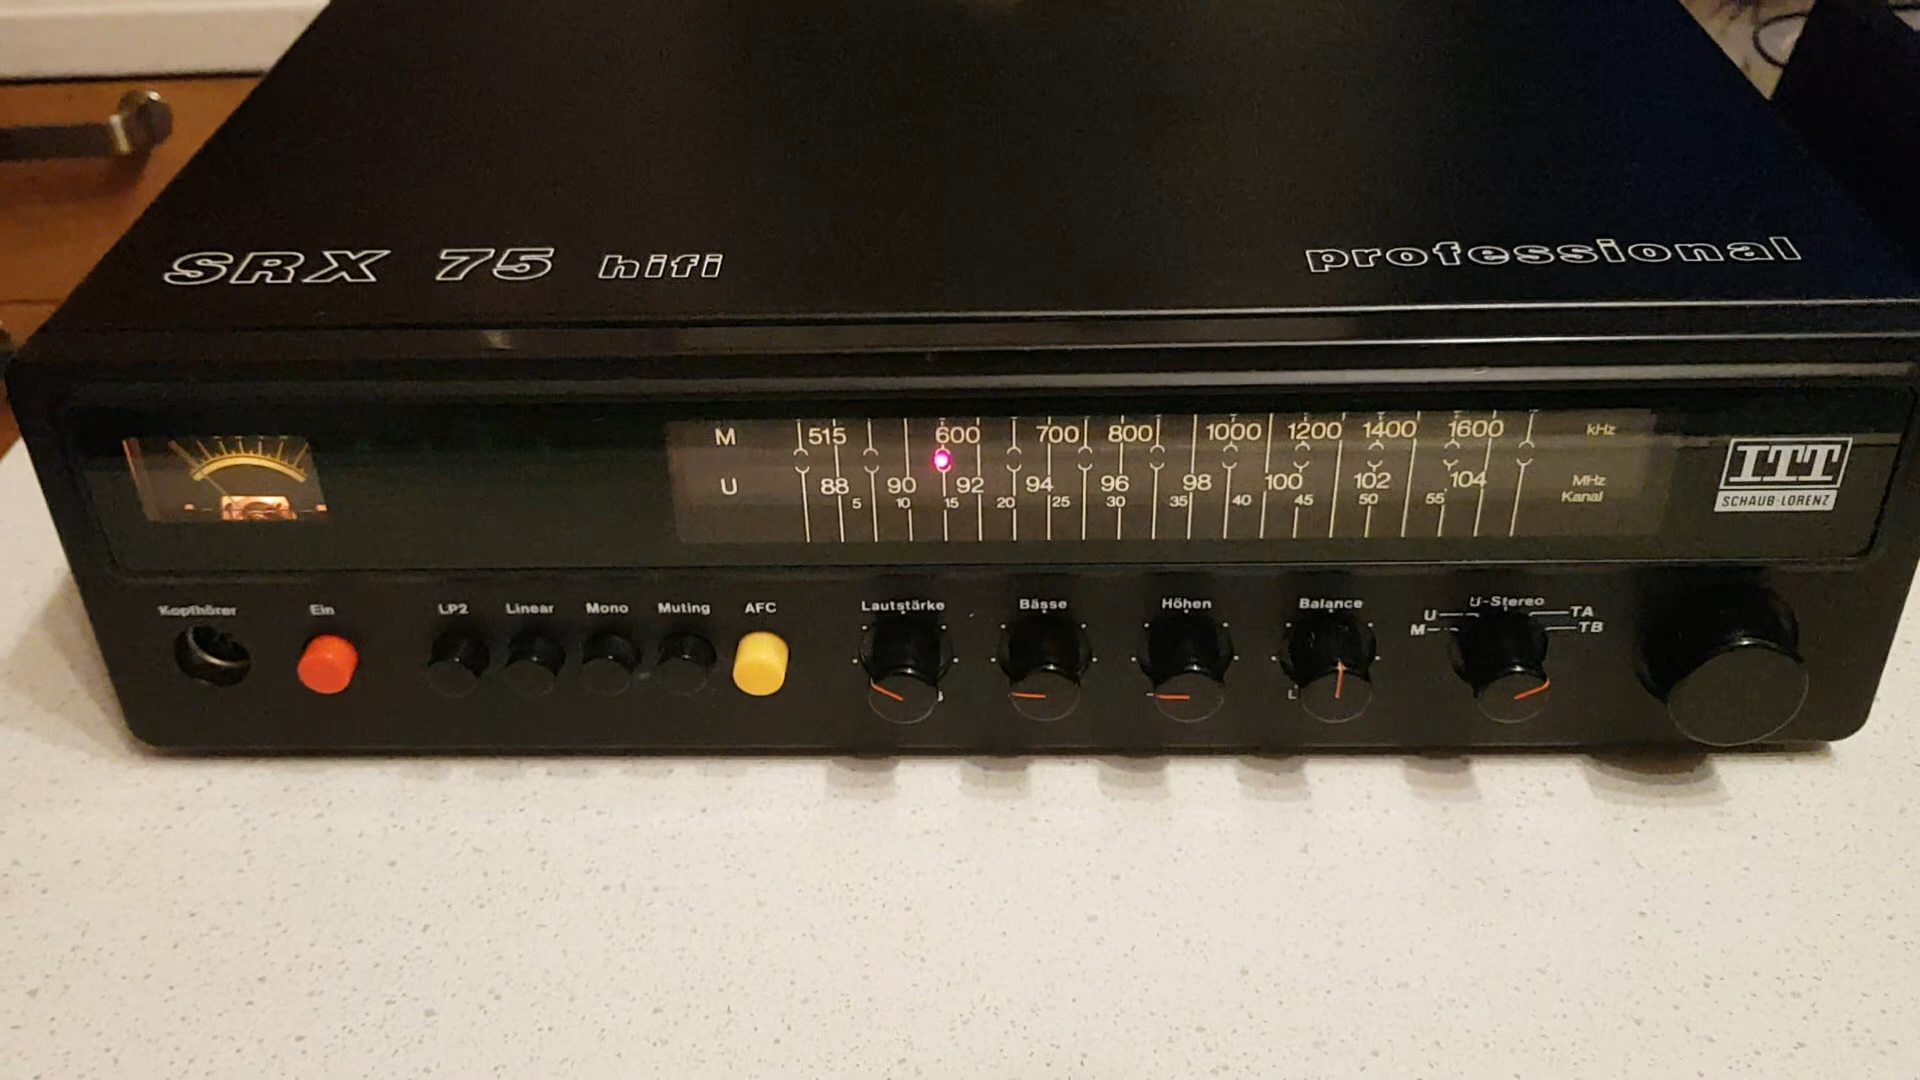 SRX 75 hifi professional
M 515 600 700 800 1000 1200 1400 1600 kHz
U 88 90 92 94 96 98 100 102 104 MHz
5 10 15 20 25 30 35 40 45 50 55 Kanal
ITT
SCHAUB-LORENZ
Kopfhörer Ein LP2 Linear Mono Muting AFC Lautstärke Bässe Höhen Balance U-Stereo
U TA
M TB
L